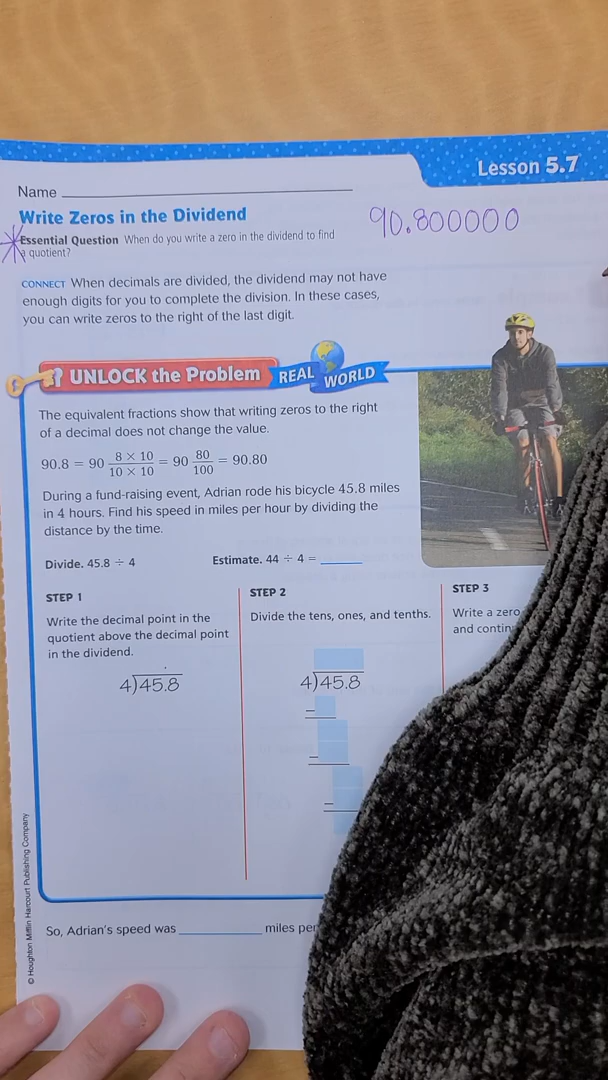 Lesson 5.7
Name
Write Zeros in the Dividend
90.800000
Essential Question When do you write a zero in the dividend to find
a quotient?
CONNECT When decimals are divided, the dividend may not have
enough digits for you to complete the division. In these cases,
you can write zeros to the right of the last digit.
UNLOCK the Problem REAL WORLD
The equivalent fractions show that writing zeros to the right
of a decimal does not change the value.
90.8 = 90 8 × 10 / 10 × 10 = 90 80 / 100 = 90.80
During a fund-raising event, Adrian rode his bicycle 45.8 miles
in 4 hours. Find his speed in miles per hour by dividing the
distance by the time.
Divide. 45.8 ÷ 4
Estimate. 44 ÷ 4 =
STEP 1
Write the decimal point in the
quotient above the decimal point
in the dividend.
.
4)45.8
STEP 2
Divide the tens, ones, and tenths.
4)45.8
−
−
−
STEP 3
Write a zero
and
So, Adrian's speed was miles per
© Houghton Mifflin Harcourt Publishing Company